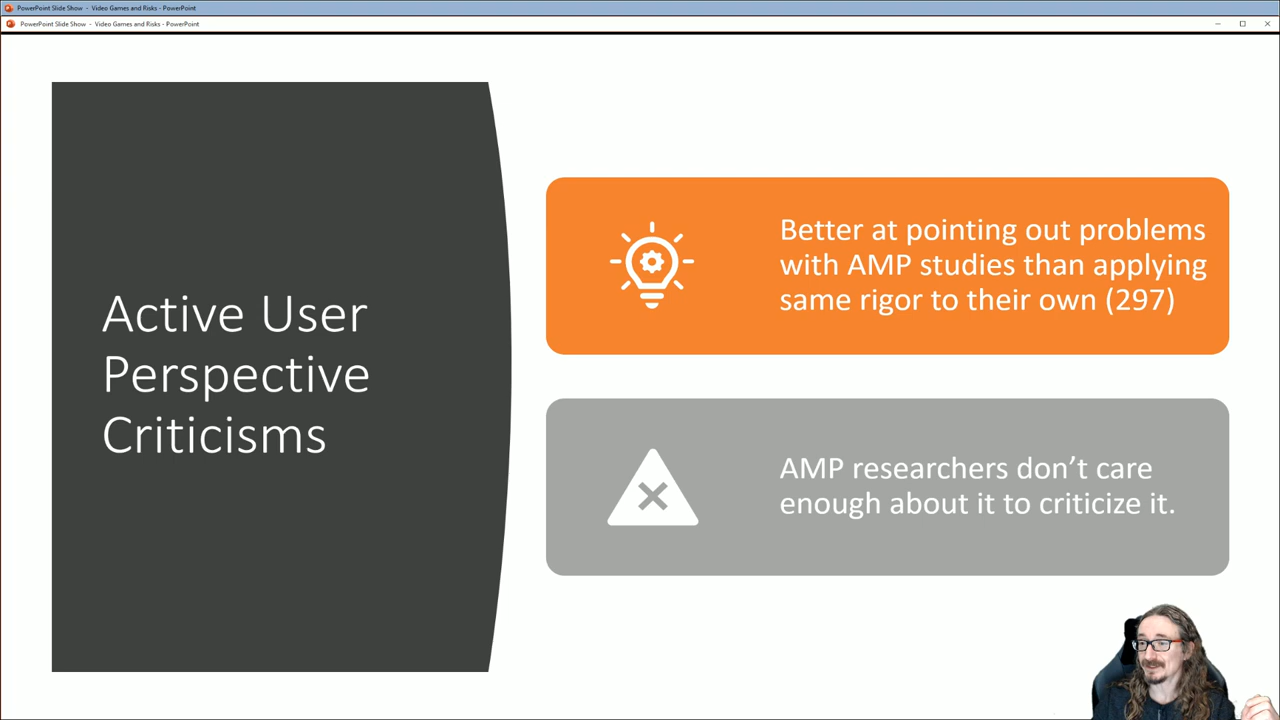 PowerPoint Slide Show - Video Games and Risks - PowerPoint
PowerPoint Slide Show - Video Games and Risks - PowerPoint
Active User
Perspective
Criticisms
Better at pointing out problems
with AMP studies than applying
same rigor to their own (297)
AMP researchers don’t care
enough about it to criticize it.